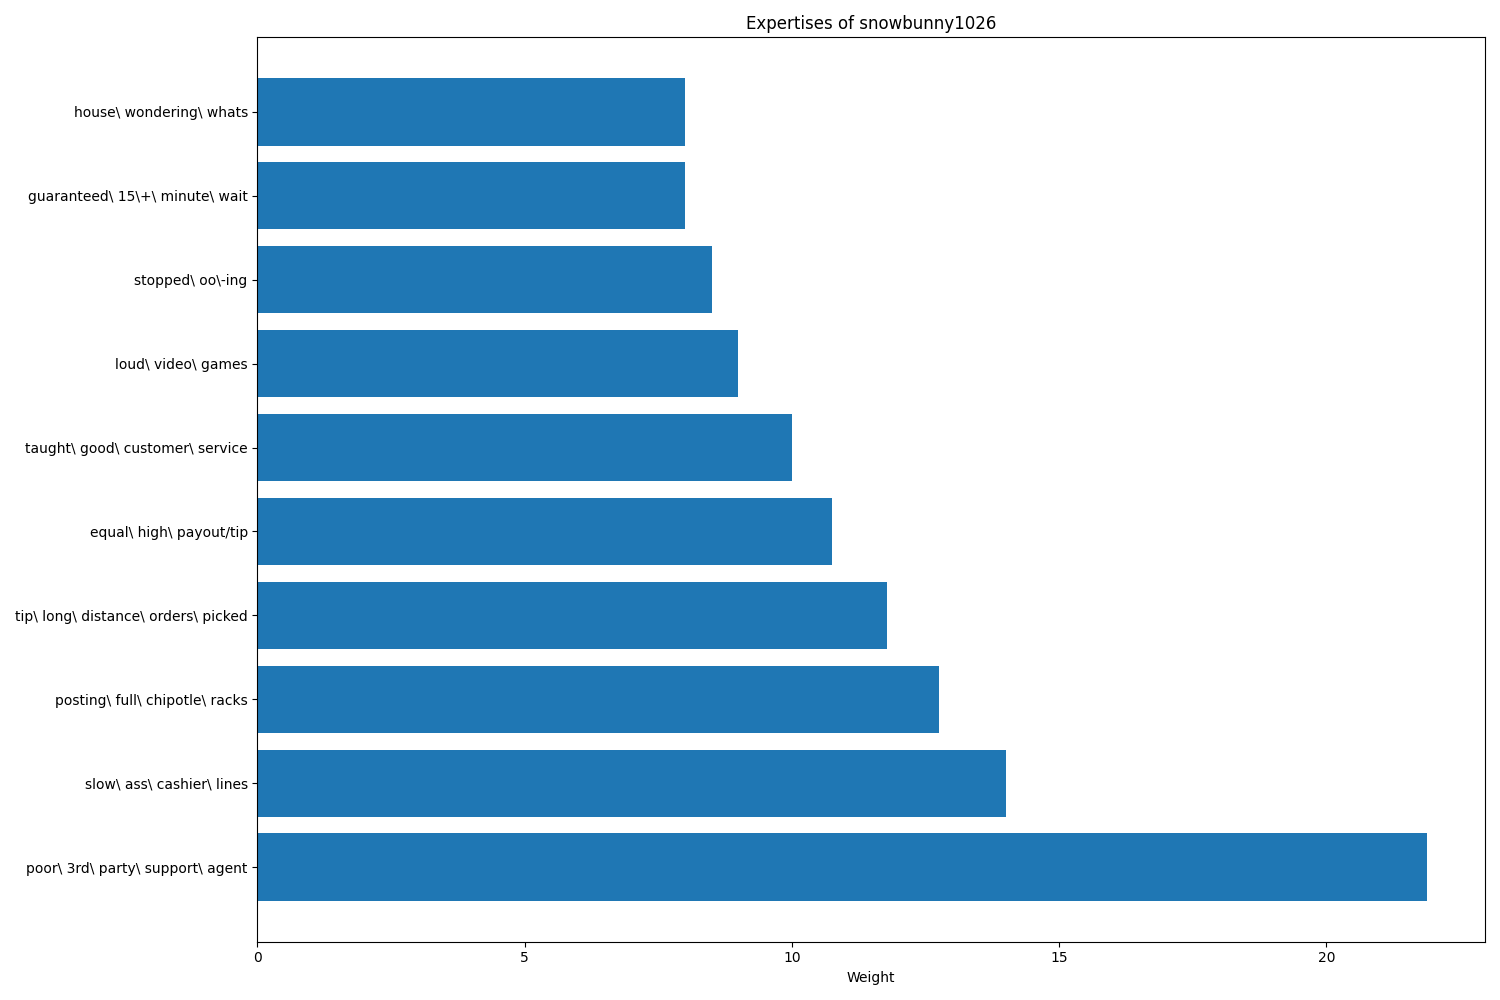 Expertises of snowbunny1026
house\ wondering\ whats
guaranteed\ 15\+\ minute\ wait
stopped\ oo\-ing
loud\ video\ games
taught\ good\ customer\ service
equal\ high\ payout/tip
tip\ long\ distance\ orders\ picked
posting\ full\ chipotle\ racks
slow\ ass\ cashier\ lines
poor\ 3rd\ party\ support\ agent
0 5 10 15 20
Weight